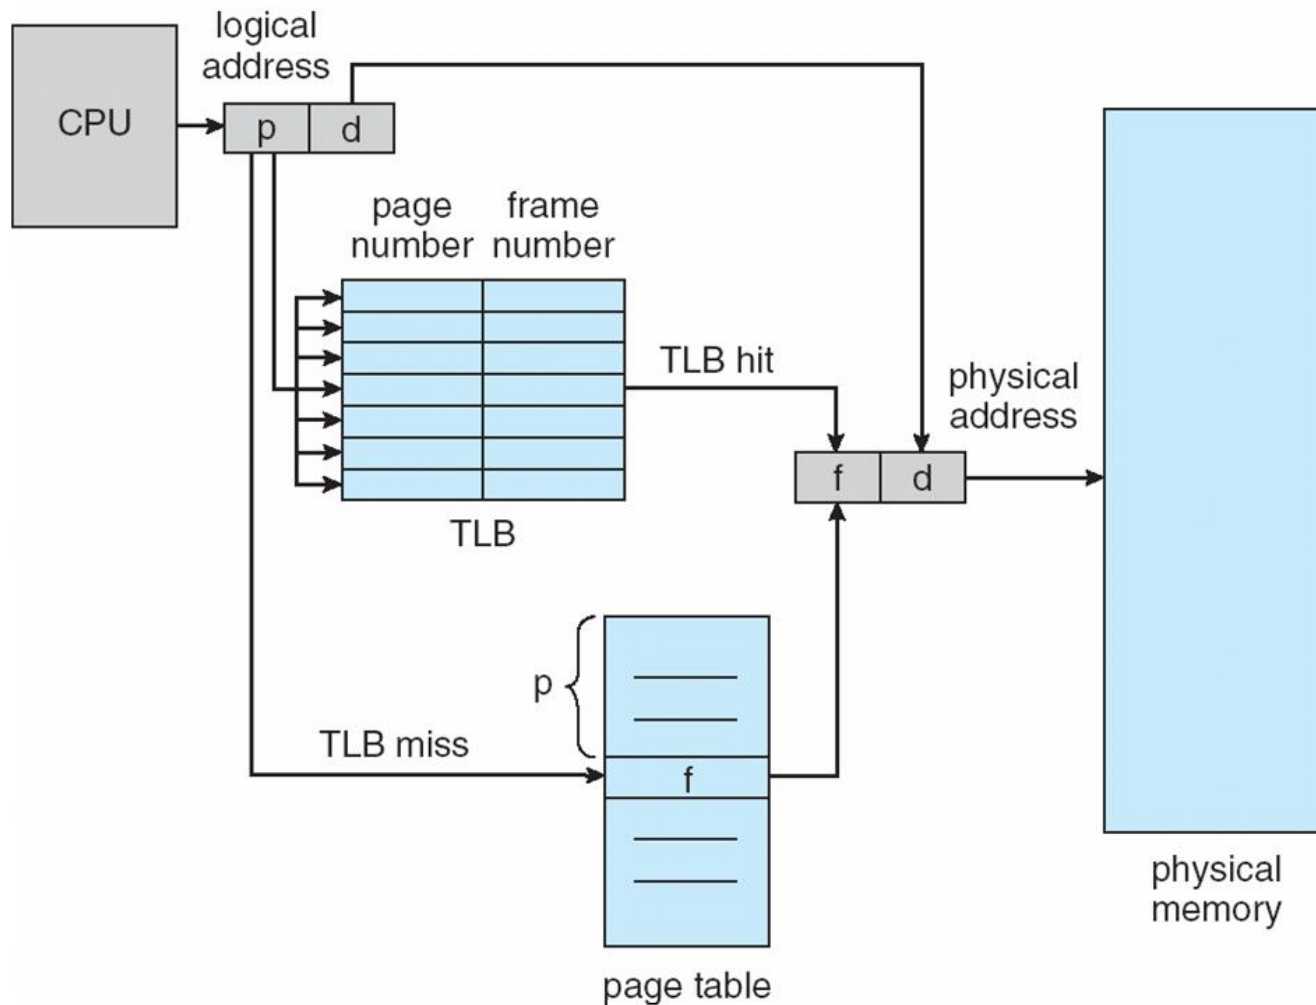 logical
address
CPU
p
d
page
number
frame
number
TLB hit
physical
address
f
d
TLB
p
TLB miss
f
physical
memory
page table